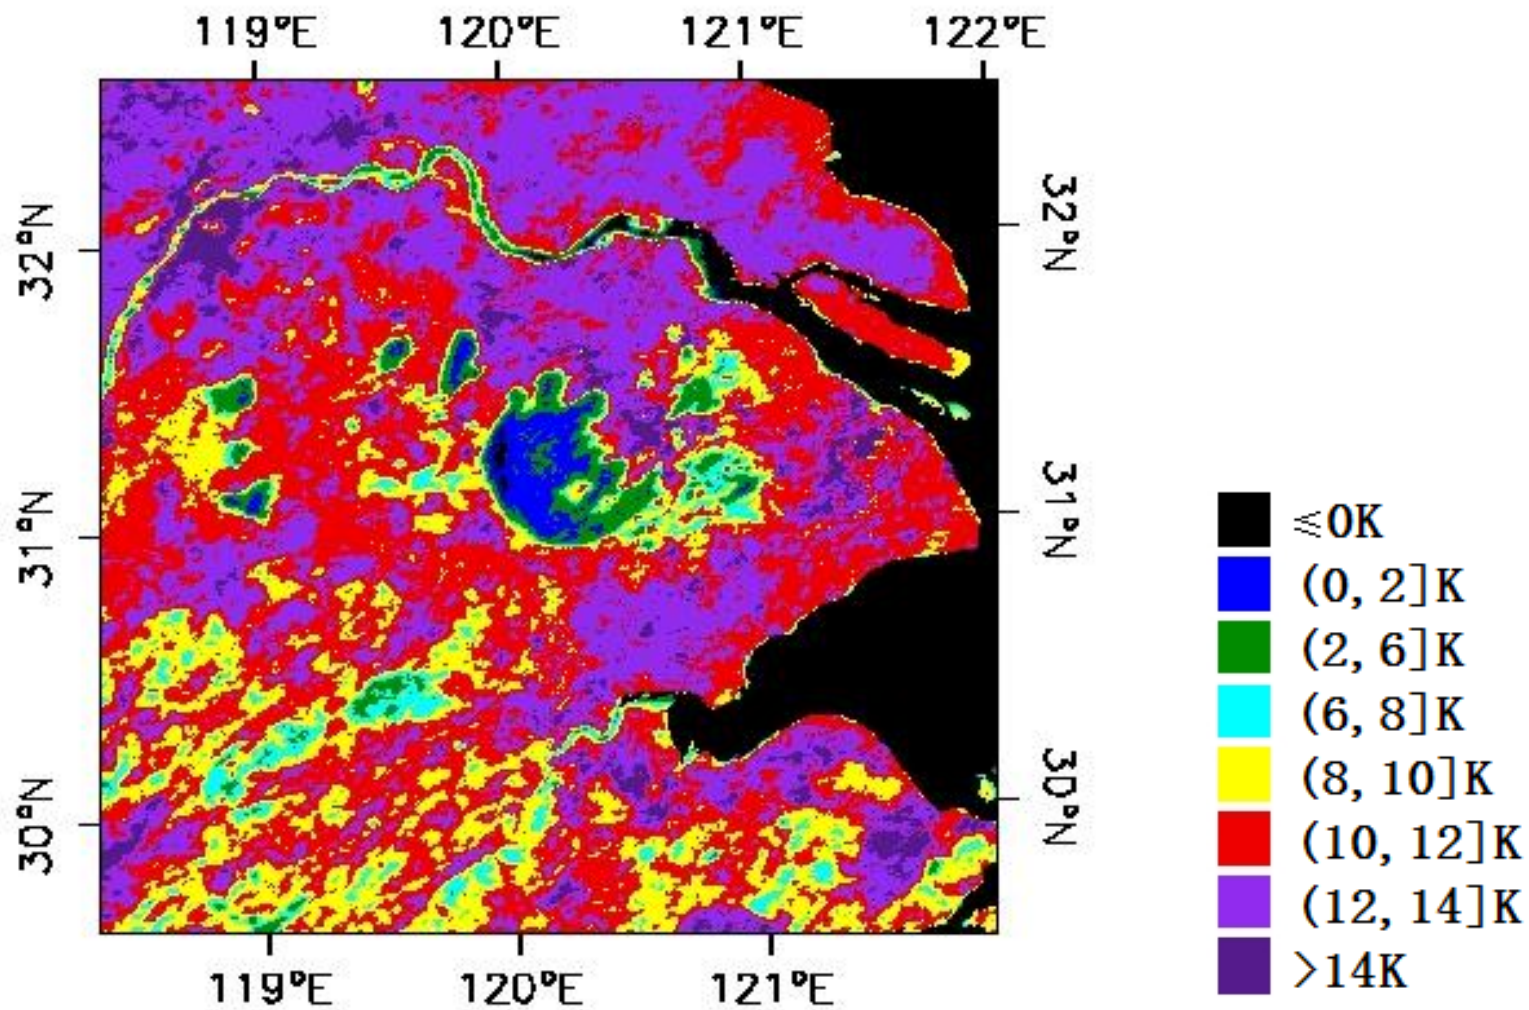 119°E 120°E 121°E 122°E
32°N
31°N
30°N
32°N
31°N
30°N
119°E 120°E 121°E
≤0K
(0, 2]K
(2, 6]K
(6, 8]K
(8, 10]K
(10, 12]K
(12, 14]K
>14K